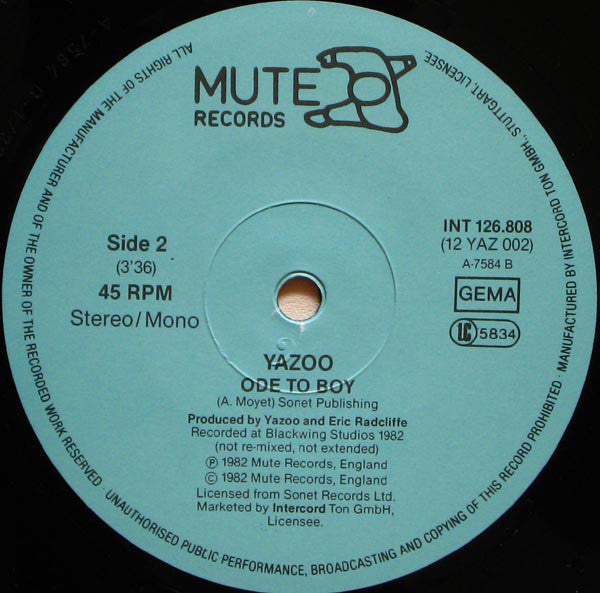 MUTE
RECORDS
Side 2
(3'36)
45 RPM
Stereo/Mono
INT 126.808
(12 YAZ 002)
A-7584 B
GEMA
LC 5834
YAZOO
ODE TO BOY
(A. Moyet) Sonet Publishing
Produced by Yazoo and Eric Radcliffe
Recorded at Blackwing Studios 1982
(not re-mixed, not extended)
℗ 1982 Mute Records, England
© 1982 Mute Records, England
Licensed from Sonet Records Ltd.
Marketed by Intercord Ton GmbH,
Licensee.
ALL RIGHTS OF THE MANUFACTURER AND OF THE OWNER OF THE RECORDED WORK RESERVED · UNAUTHORISED PUBLIC PERFORMANCE, BROADCASTING AND COPYING OF THIS RECORD PROHIBITED · MANUFACTURED BY INTERCORD TON GMBH., STUTTGART, LICENSEE.